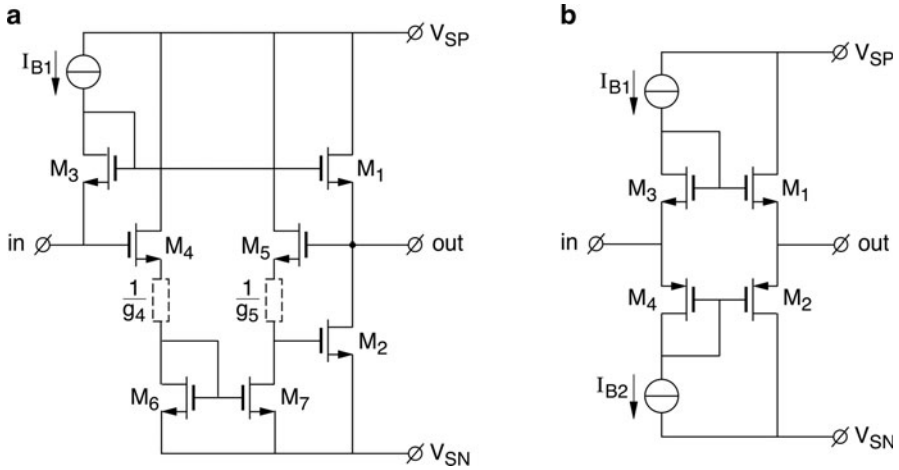 a
V_SP
I_B1
M_3
M_1
in
M_4
M_5
out
1/g_4
1/g_5
M_2
M_6
M_7
V_SN
b
V_SP
I_B1
M_3
M_1
in
out
M_4
M_2
I_B2
V_SN